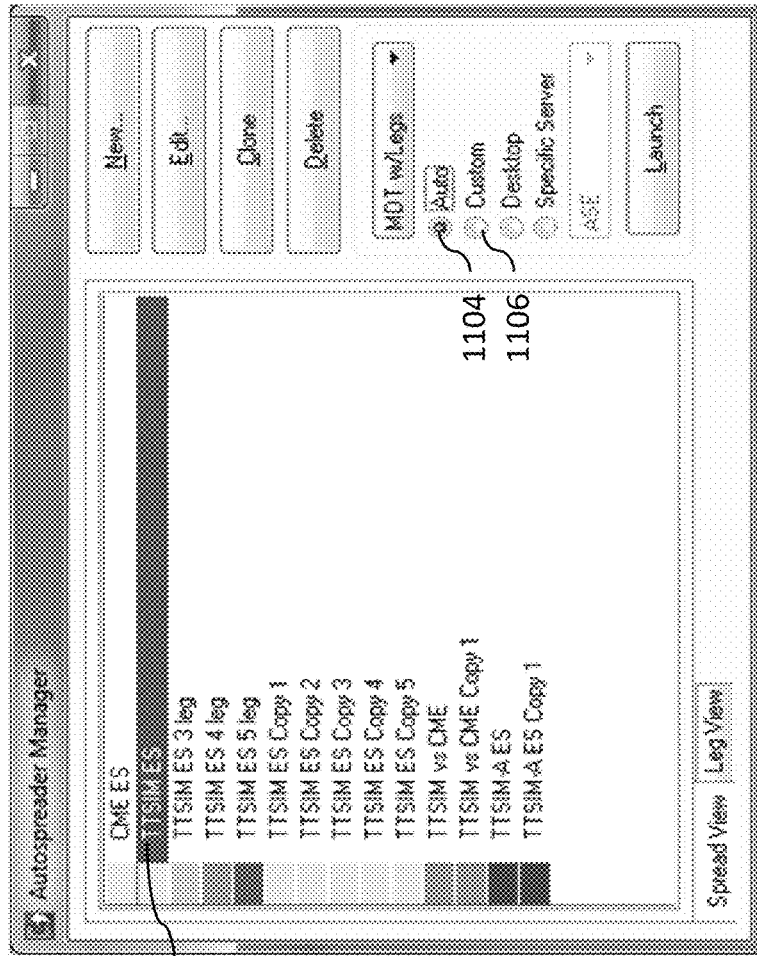 Autospreader Manager
CME ES
TTSIM ES
TTSIM ES 3 leg
TTSIM ES 4 leg
TTSIM ES 5 leg
TTSIM ES Copy 1
TTSIM ES Copy 2
TTSIM ES Copy 3
TTSIM ES Copy 4
TTSIM ES Copy 5
TTSIM vs CME
TTSIM vs CME Copy 1
TTSIM-A ES
TTSIM-A ES Copy 1
Spread View
Leg View
New...
Edit...
Clone
Delete
MDT w/Legs
Auto
Custom
Desktop
Specific Server
ASE
Launch
1104
1106